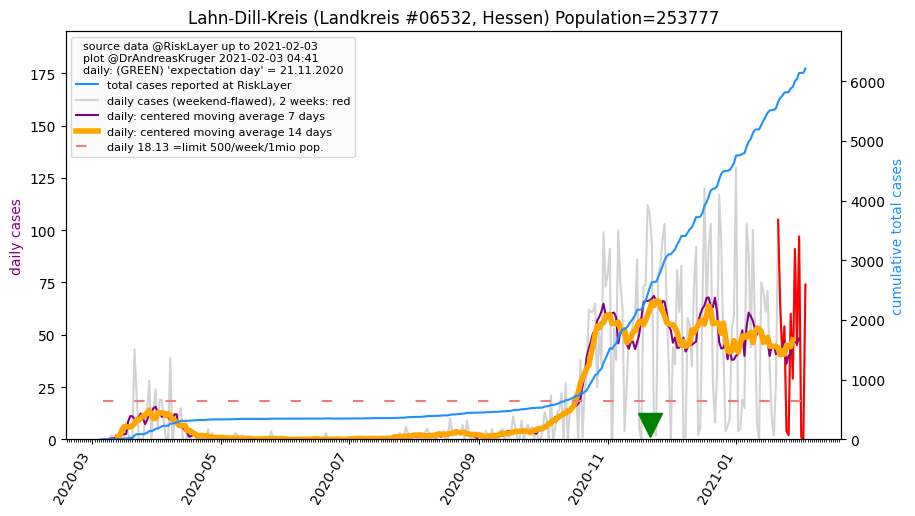 Lahn-Dill-Kreis (Landkreis #06532, Hessen) Population=253777
source data @RiskLayer up to 2021-02-03
plot @DrAndreasKruger 2021-02-03 04:41
daily: (GREEN) 'expectation day' = 21.11.2020
total cases reported at RiskLayer
daily cases (weekend-flawed), 2 weeks: red
daily: centered moving average 7 days
daily: centered moving average 14 days
daily 18.13 =limit 500/week/1mio pop.
daily cases
175
150
125
100
75
50
25
0
cumulative total cases
6000
5000
4000
3000
2000
1000
0
2020-03
2020-05
2020-07
2020-09
2020-11
2021-01